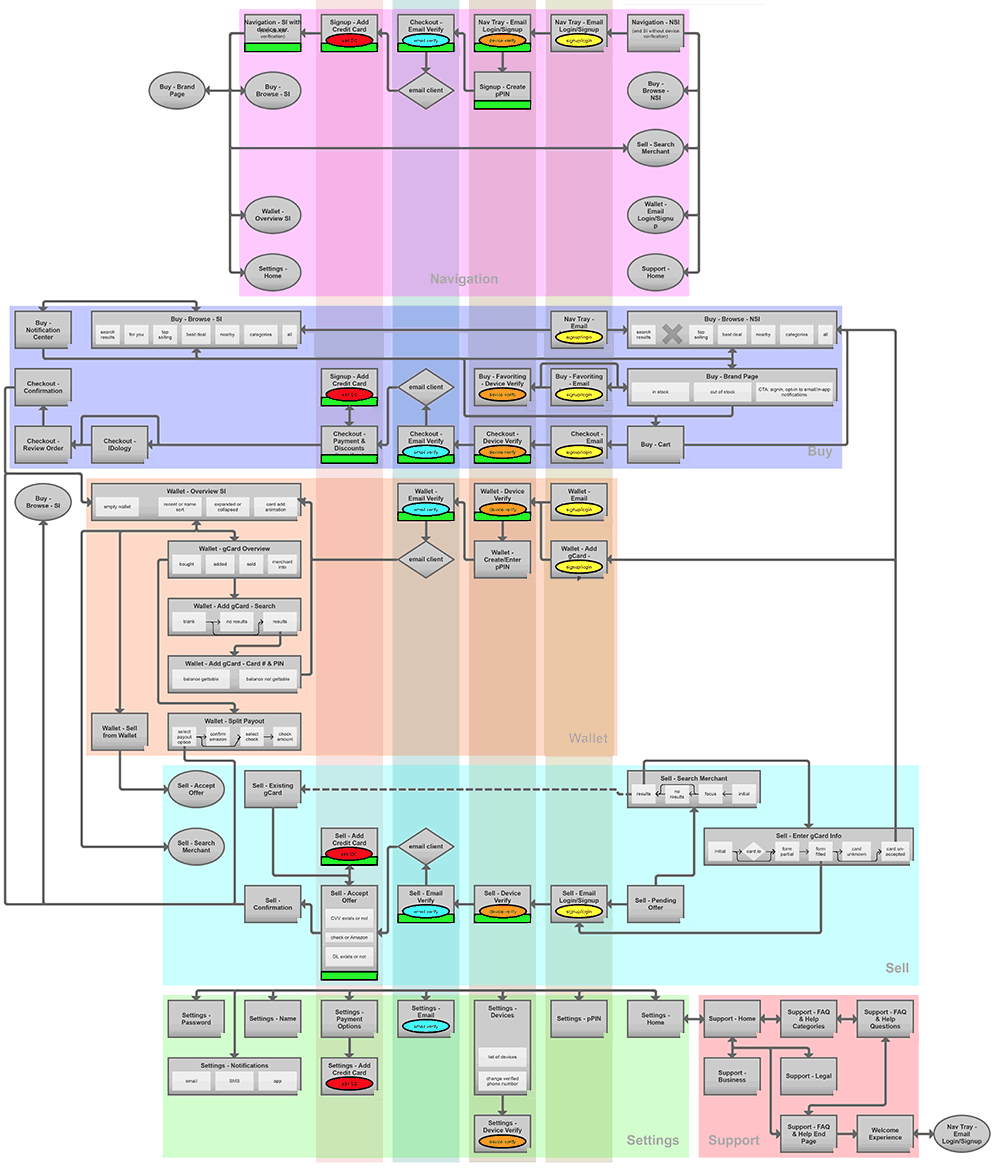 Navigation - SI with
device ver.
verification)
Signup - Add
Credit Card
add CC
Checkout -
Email Verify
email verify
Nav Tray - Email
Login/Signup
device verify
Nav Tray - Email
Login/Signup
signup/login
Navigation - NSI
(and SI without device
verification)
Buy - Brand
Page
Buy -
Browse - SI
email client
Signup - Create
pPIN
Buy -
Browse -
NSI
Sell - Search
Merchant
Wallet -
Overview SI
Wallet -
Email
Login/Signu
p
Settings -
Home
Support -
Home
Navigation
Buy -
Notification
Center
Buy - Browse - SI
search
results
for you
top
selling
best deal
nearby
categories
all
Nav Tray -
Email
signup/login
Buy - Browse - NSI
search
results
top
selling
best deal
nearby
categories
all
Checkout -
Confirmation
Signup - Add
Credit Card
add CC
email client
Buy - Favoriting
- Device Verify
device verify
Buy - Favoriting
- Email
signup/login
Buy - Brand Page
in stock
out of stock
CTA: signin, opt-in to email/in-app
notifications
Checkout -
Review Order
Checkout -
IDology
Checkout -
Payment &
Discounts
Checkout -
Email Verify
email verify
Checkout -
Device Verify
device verify
Checkout -
Email
signup/login
Buy - Cart
Buy
Buy -
Browse - SI
Wallet - Overview SI
empty wallet
recent or name
sort
expanded or
collapsed
card add
animation
Wallet -
Email Verify
email verify
Wallet - Device
Verify
device verify
Wallet -
Email
signup/login
Wallet - gCard Overview
bought
added
sold
merchant
info
email client
Wallet -
Create/Enter
pPIN
Wallet - Add
gCard -
signup/login
Wallet - Add gCard - Search
blank
no results
results
Wallet - Add gCard - Card # & PIN
balance gettable
balance not gettable
Wallet - Sell
from Wallet
Wallet - Split Payout
select
payout
option
confirm
amazon
select
check
check
amount
Wallet
Sell - Accept
Offer
Sell - Existing
gCard
Sell - Search Merchant
results
no
results
focus
initial
Sell - Search
Merchant
Sell - Add
Credit Card
add CC
email client
Sell - Enter gCard Info
initial
card.io
form
partial
form
filled
card
unknown
card un-
accepted
Sell -
Confirmation
Sell - Accept
Offer
CVV exists or not
check or Amazon
DL exists or not
Sell - Email
Verify
email verify
Sell - Device
Verify
device verify
Sell - Email
Login/Signup
signup/login
Sell - Pending
Offer
Sell
Settings -
Password
Settings - Name
Settings -
Payment
Options
Settings -
Email
email verify
Settings -
Devices
list of devices
change verified
phone number
Settings - pPIN
Settings -
Home
Support - Home
Support - FAQ
& Help
Categories
Support - FAQ
& Help
Questions
Settings - Notifications
email
SMS
app
Settings - Add
Credit Card
add CC
Support -
Business
Support - Legal
Settings -
Device Verify
device verify
Settings
Support
Support - FAQ
& Help End
Page
Welcome
Experience
Nav Tray -
Email
Login/Signup